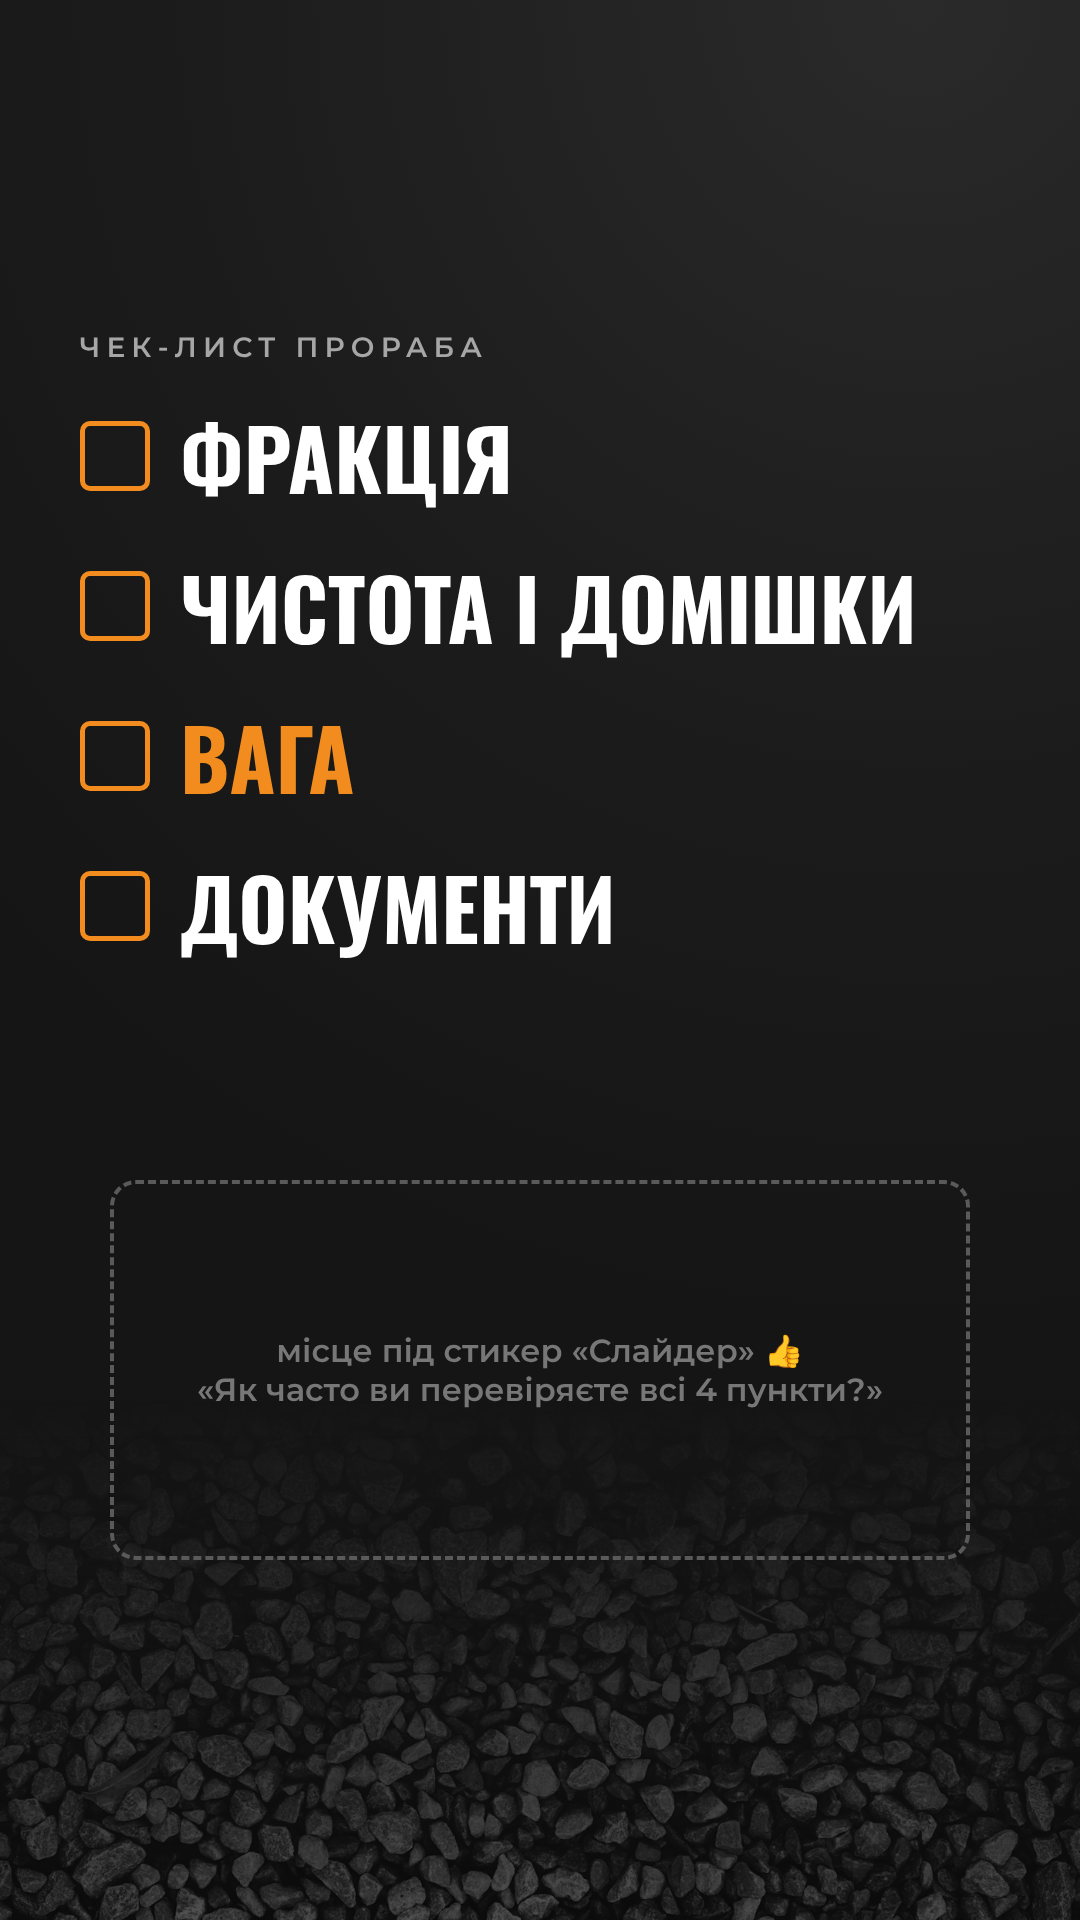 ЧЕК-ЛИСТ ПРОРАБА
ФРАКЦІЯ
ЧИСТОТА І ДОМІШКИ
ВАГА
ДОКУМЕНТИ
місце під стикер «Слайдер» 👍
«Як часто ви перевіряєте всі 4 пункти?»